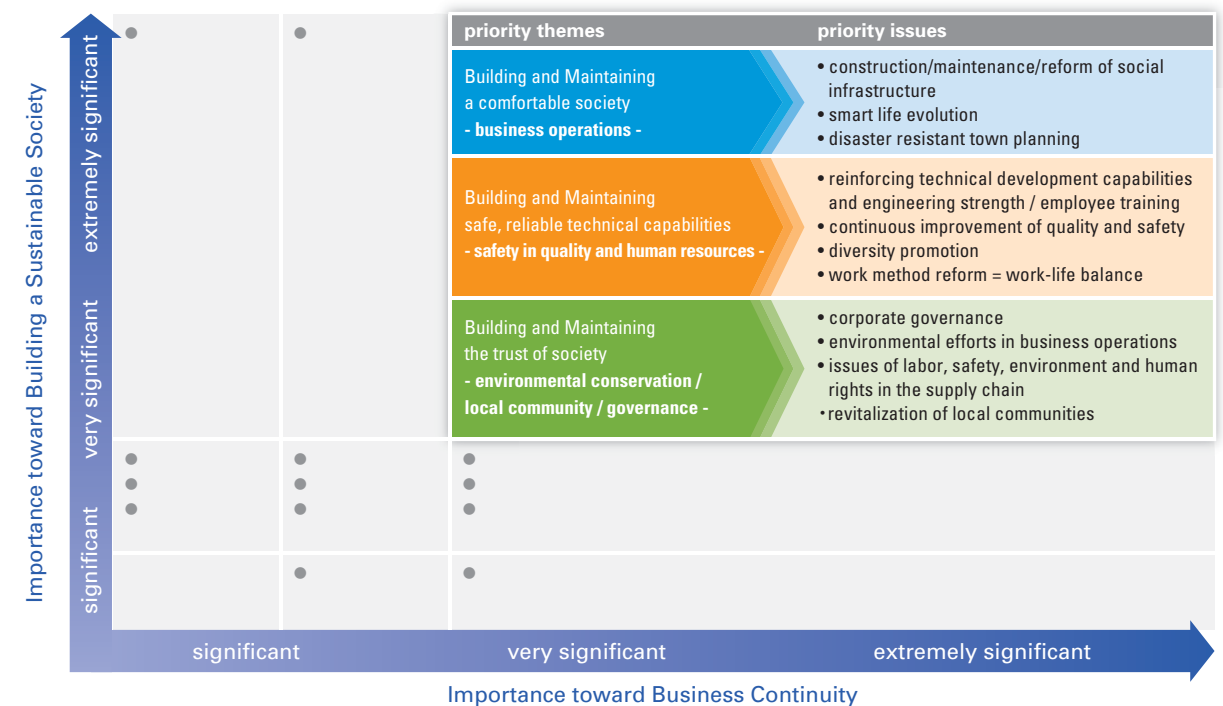 priority themes
priority issues
Building and Maintaining
a comfortable society
- business operations -
• construction/maintenance/reform of social
infrastructure
• smart life evolution
• disaster resistant town planning
Building and Maintaining
safe, reliable technical capabilities
- safety in quality and human resources -
• reinforcing technical development capabilities
and engineering strength / employee training
• continuous improvement of quality and safety
• diversity promotion
• work method reform = work-life balance
Building and Maintaining
the trust of society
- environmental conservation /
local community / governance -
• corporate governance
• environmental efforts in business operations
• issues of labor, safety, environment and human
rights in the supply chain
・revitalization of local communities
Importance toward Building a Sustainable Society
extremely significant
very significant
significant
significant
very significant
extremely significant
Importance toward Business Continuity